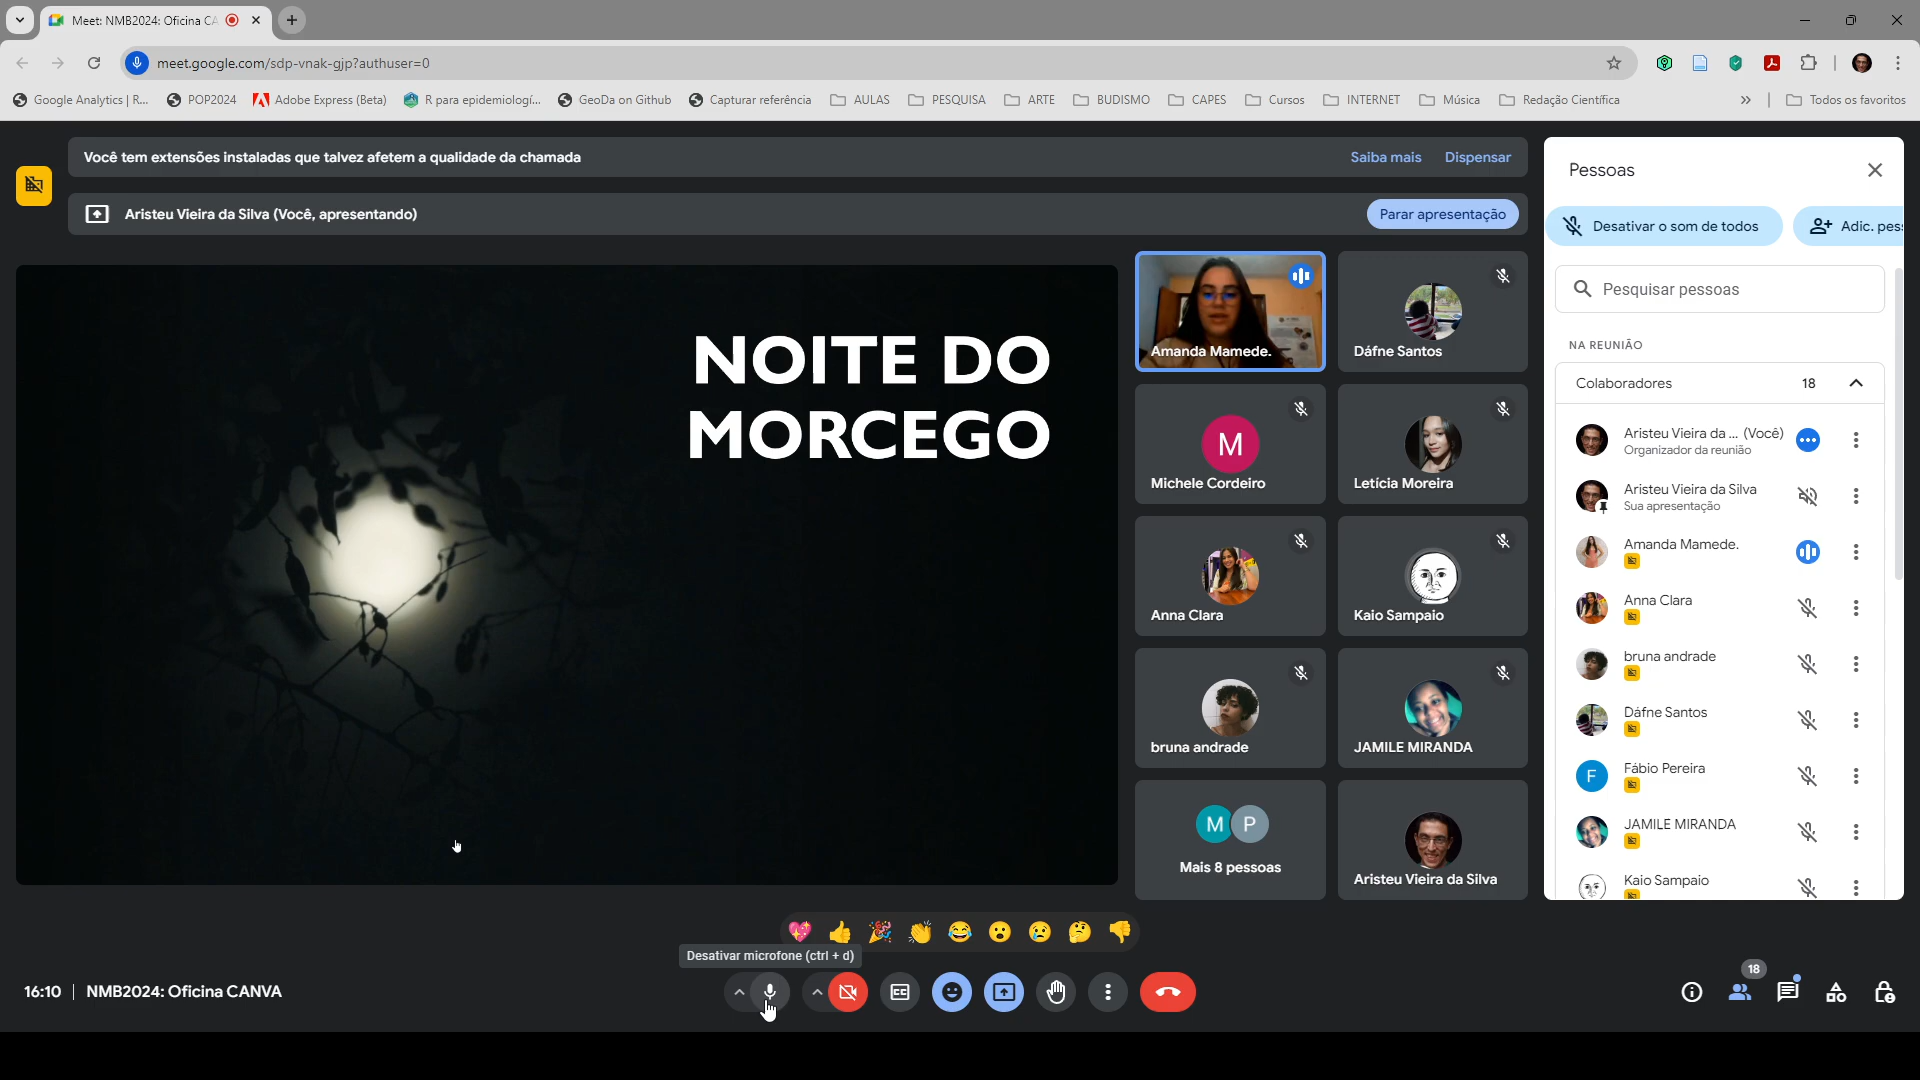 Meet: NMB2024: Oficina CA
meet.google.com/sdp-vnak-gjp?authuser=0
Google Analytics | R...
POP2024
Adobe Express (Beta)
R para epidemiologí...
GeoDa on Github
Capturar referência
AULAS
PESQUISA
ARTE
BUDISMO
CAPES
Cursos
INTERNET
Música
Redação Científica
»
Todos os favoritos
Você tem extensões instaladas que talvez afetem a qualidade da chamada
Saiba mais
Dispensar
Aristeu Vieira da Silva (Você, apresentando)
Parar apresentação
NOITE DO
MORCEGO
Amanda Mamede.
Dáfne Santos
M
Michele Cordeiro
Letícia Moreira
Anna Clara
Kaio Sampaio
bruna andrade
JAMILE MIRANDA
M P
Mais 8 pessoas
Aristeu Vieira da Silva
Pessoas
Desativar o som de todos
Adic. pes
Pesquisar pessoas
NA REUNIÃO
Colaboradores 18
Aristeu Vieira da ... (Você)
Organizador da reunião
Aristeu Vieira da Silva
Sua apresentação
Amanda Mamede.
Anna Clara
bruna andrade
Dáfne Santos
F
Fábio Pereira
JAMILE MIRANDA
Kaio Sampaio
Desativar microfone (ctrl + d)
16:10 | NMB2024: Oficina CANVA
18